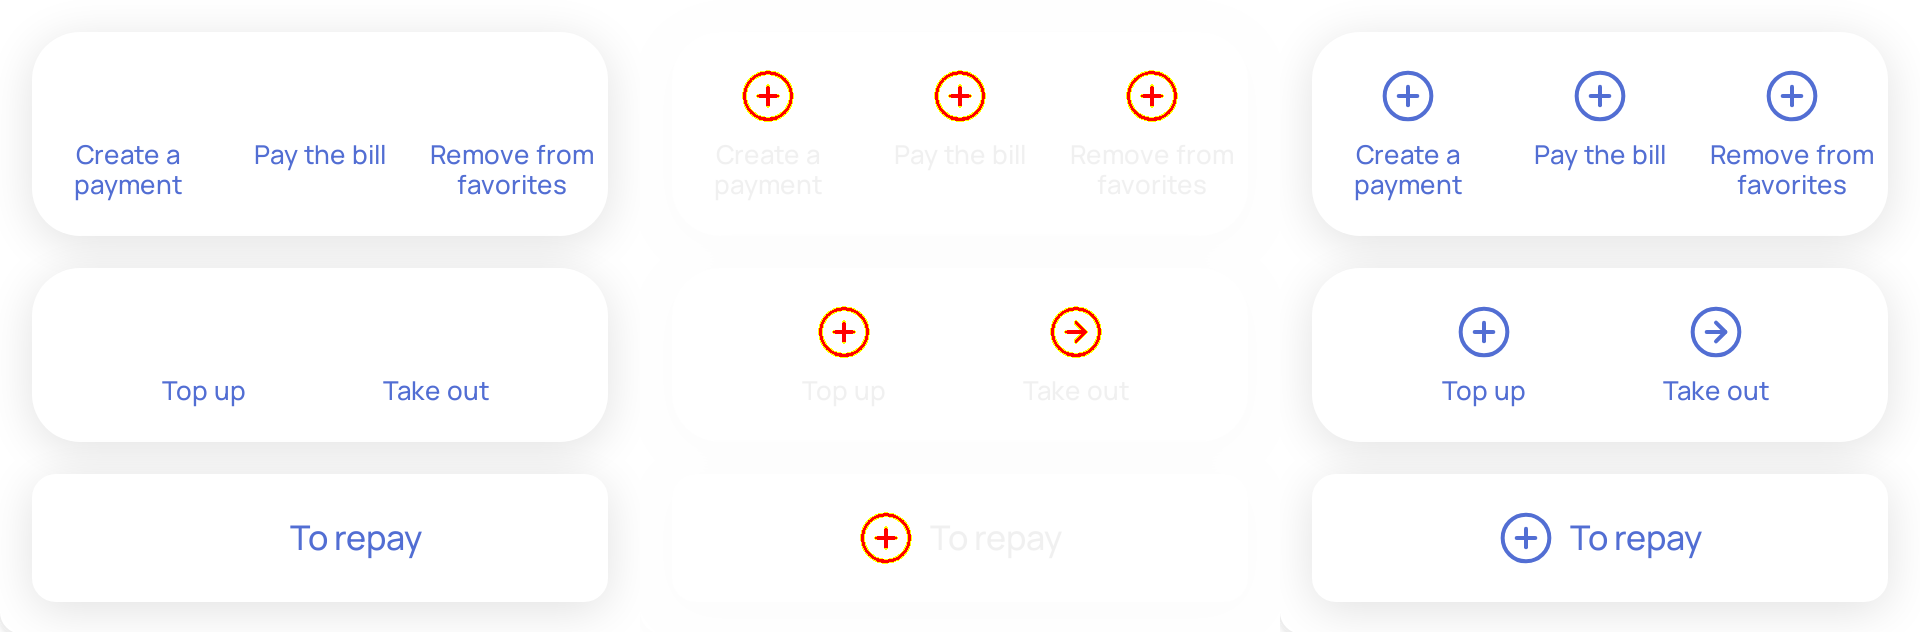 Create a
payment
Pay the bill
Remove from
favorites
Create a
payment
Pay the bill
Remove from
favorites
Create a
payment
Pay the bill
Remove from
favorites
Top up
Take out
Top up
Take out
Top up
Take out
To repay
To repay
To repay